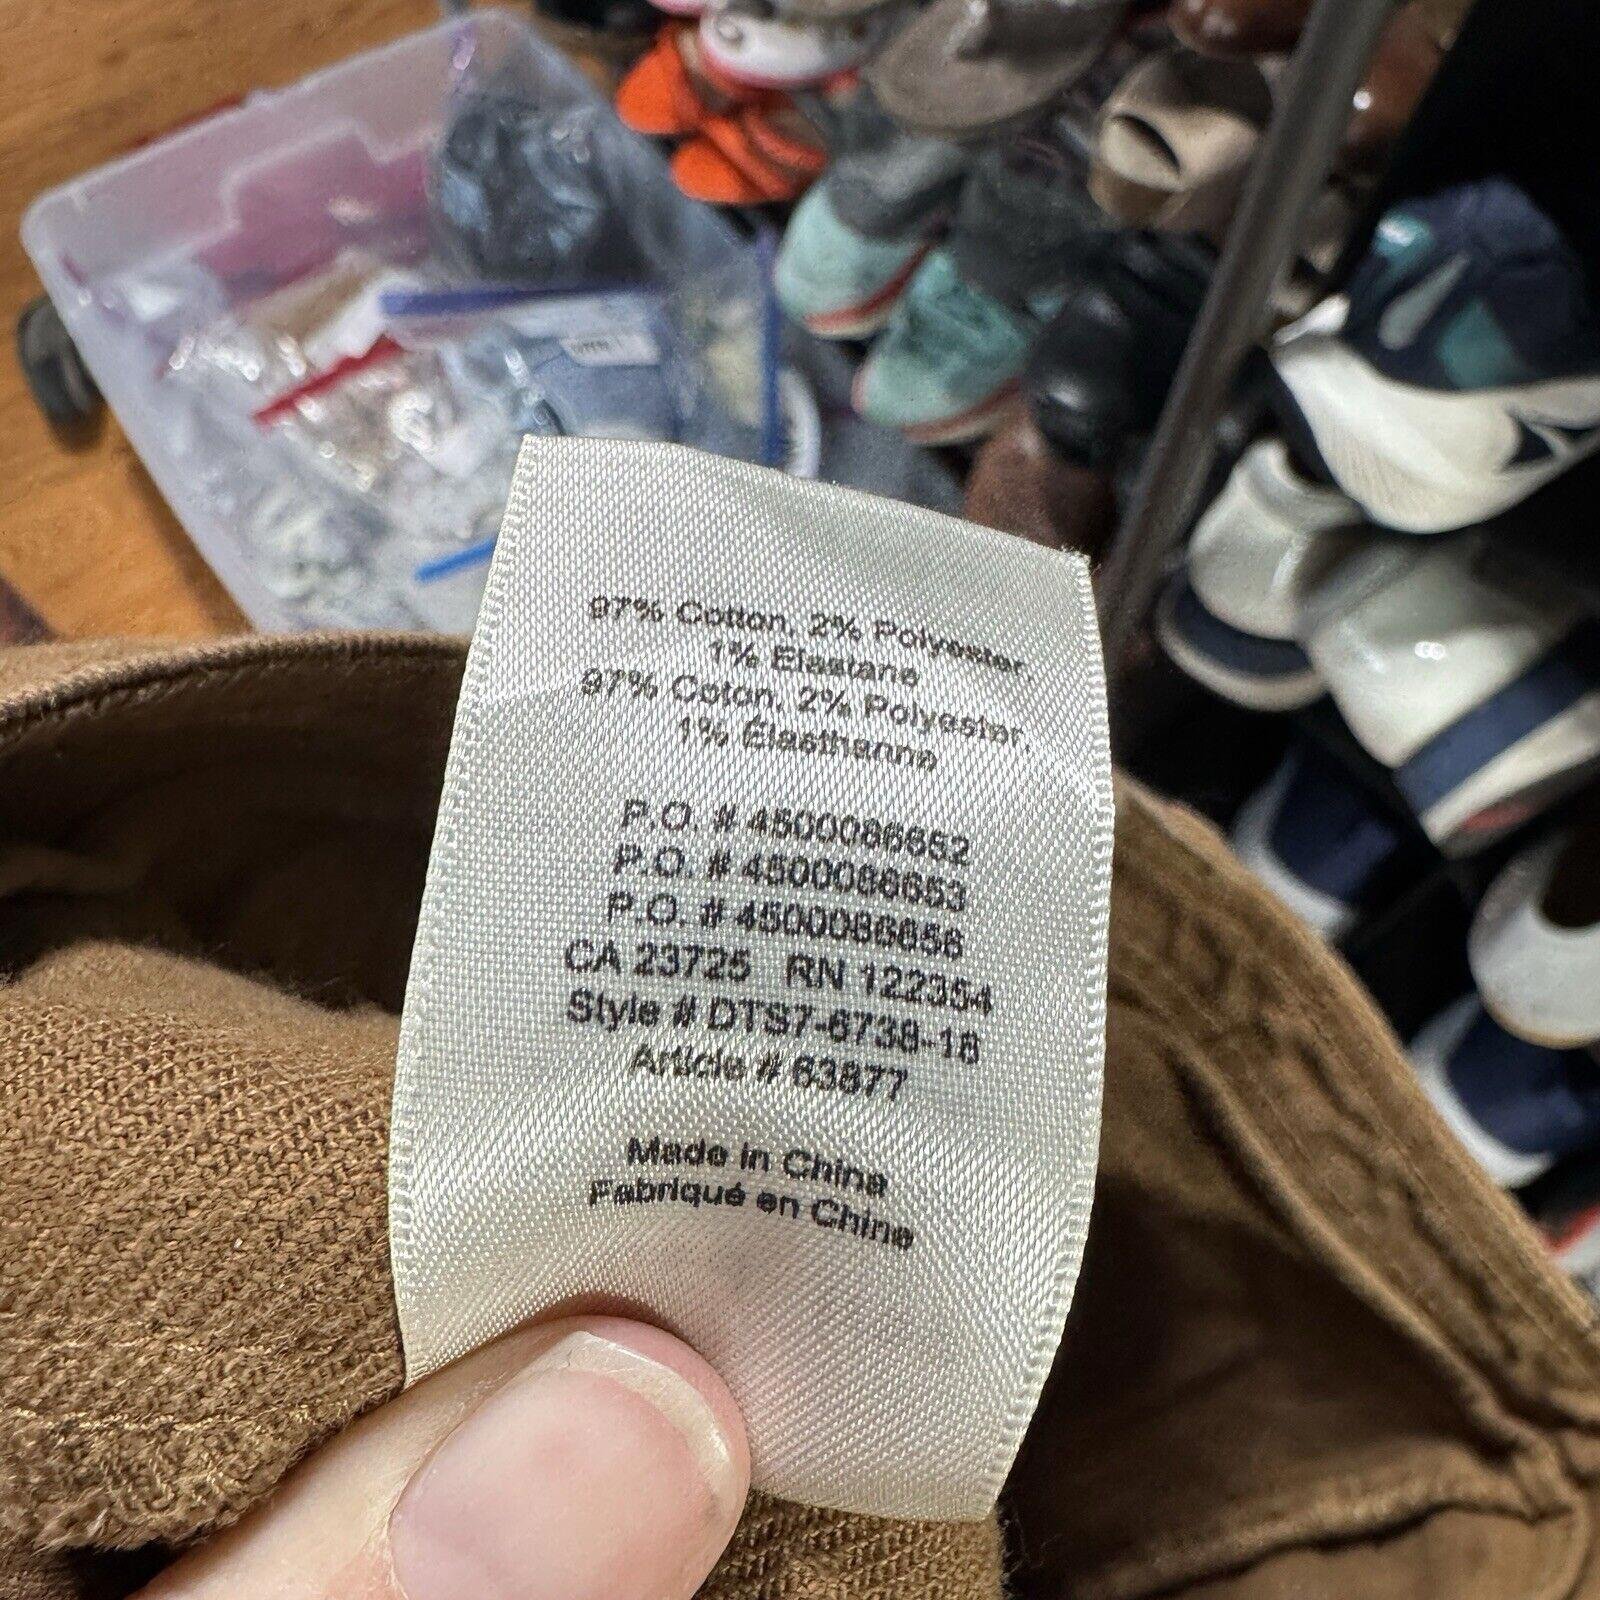 97% Cotton, 2% Polyester,
1% Elastane
97% Coton, 2% Polyester,
1% Élasthanne
P.O. # 4500086652
P.O. # 4500086653
P.O. # 4500086656
CA 23725 RN 122354
Style # DTS7-6738-18
Article # 63877
Made in China
Fabriqué en Chine